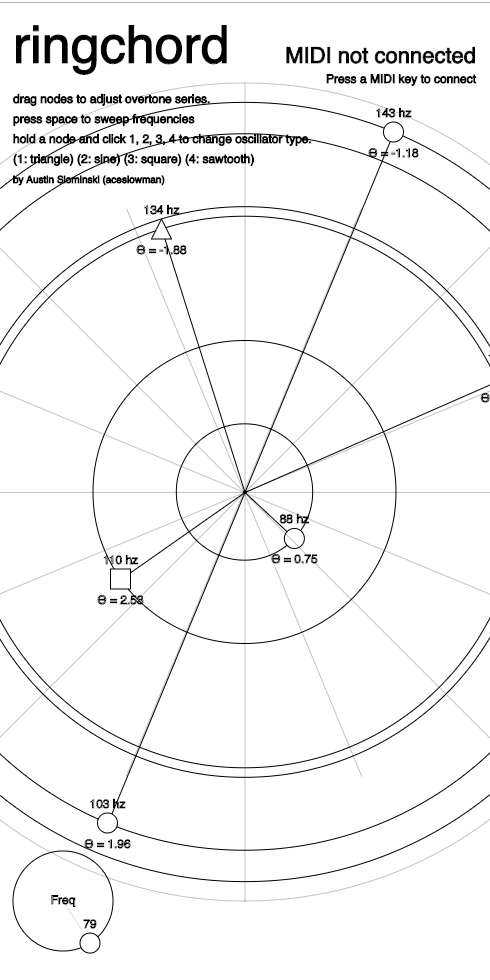 ringchord
MIDI not connected
Press a MIDI key to connect
drag nodes to adjust overtone series.
press space to sweep frequencies
hold a node and click 1, 2, 3, 4 to change oscillator type.
(1: triangle) (2: sine) (3: square) (4: sawtooth)
by Austin Slominski (aceslowman)
143 hz
Θ = -1.18
134 hz
Θ = -1.88
Θ
88 hz
Θ = 0.75
110 hz
Θ = 2.53
103 hz
Θ = 1.96
Freq
79